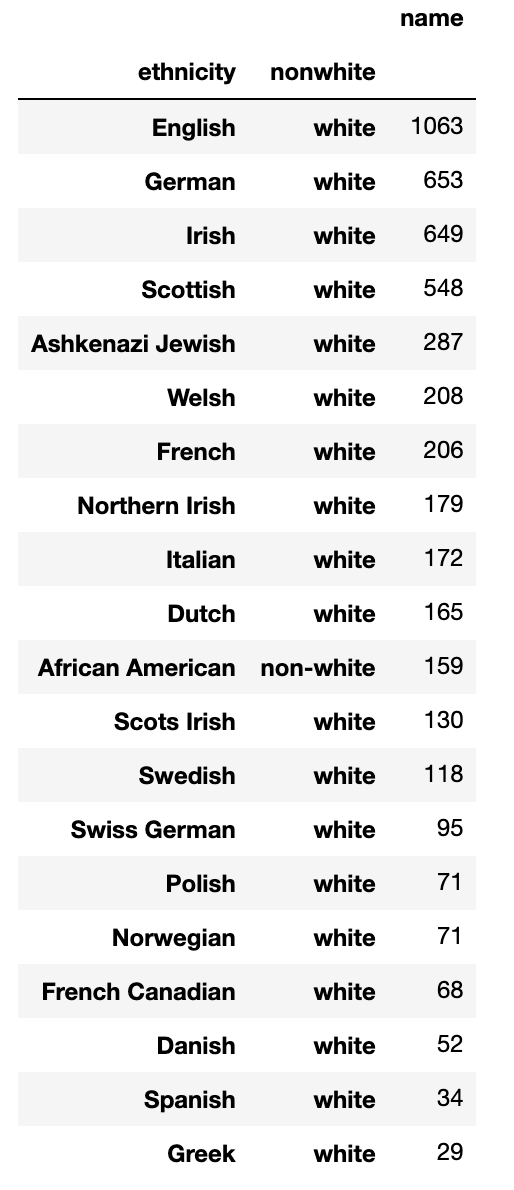 name
ethnicity nonwhite
English white 1063
German white 653
Irish white 649
Scottish white 548
Ashkenazi Jewish white 287
Welsh white 208
French white 206
Northern Irish white 179
Italian white 172
Dutch white 165
African American non-white 159
Scots Irish white 130
Swedish white 118
Swiss German white 95
Polish white 71
Norwegian white 71
French Canadian white 68
Danish white 52
Spanish white 34
Greek white 29